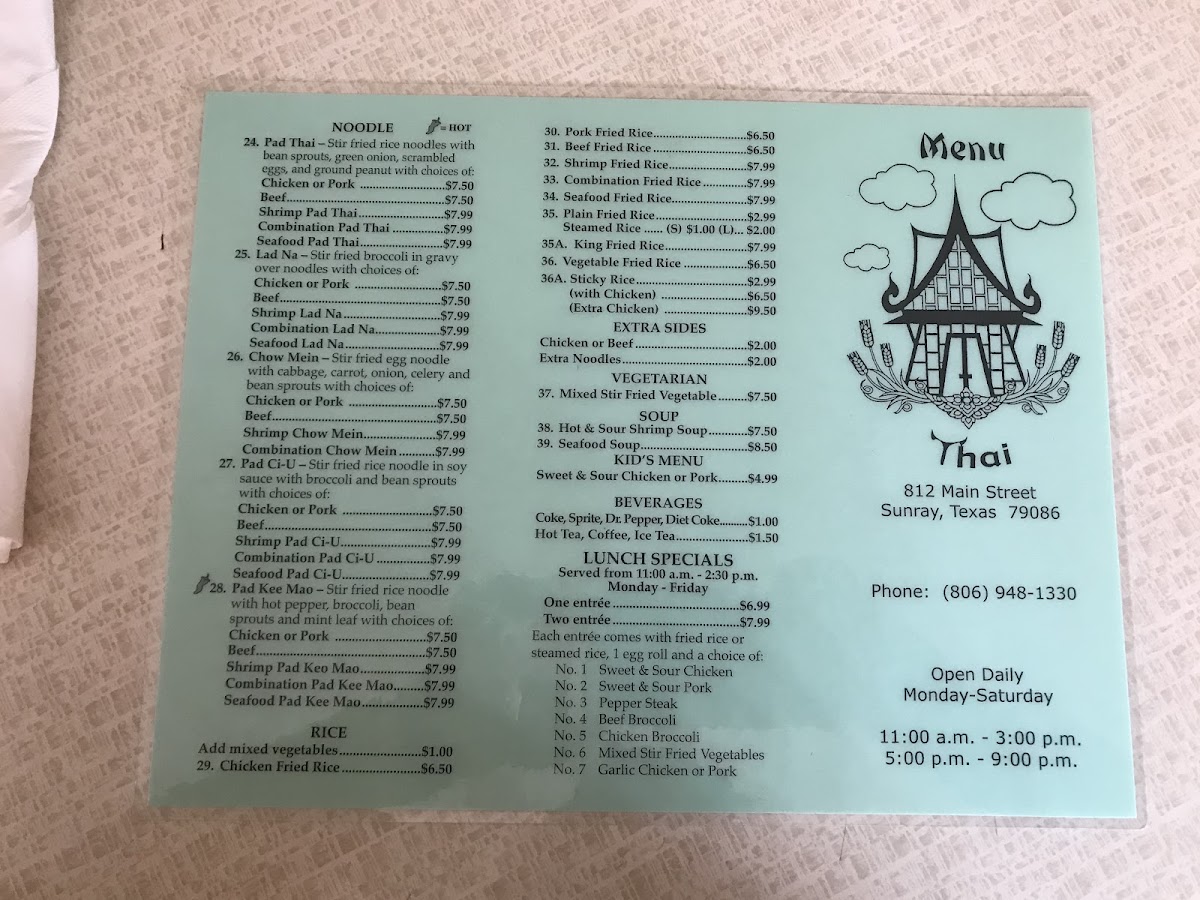 NOODLE = HOT
24. Pad Thai – Stir fried rice noodles with
bean sprouts, green onion, scrambled
eggs, and ground peanut with choices of:
Chicken or Pork ........................$7.50
Beef................................................$7.50
Shrimp Pad Thai........................$7.99
Combination Pad Thai ..............$7.99
Seafood Pad Thai........................$7.99
25. Lad Na – Stir fried broccoli in gravy
over noodles with choices of:
Chicken or Pork ........................$7.50
Beef................................................$7.50
Shrimp Lad Na...........................$7.99
Combination Lad Na..................$7.99
Seafood Lad Na..........................$7.99
26. Chow Mein – Stir fried egg noodle
with cabbage, carrot, onion, celery and
bean sprouts with choices of:
Chicken or Pork ........................$7.50
Beef................................................$7.50
Shrimp Chow Mein....................$7.99
Combination Chow Mein ..........$7.99
27. Pad Ci-U – Stir fried rice noodle in soy
sauce with broccoli and bean sprouts
with choices of:
Chicken or Pork ........................$7.50
Beef................................................$7.50
Shrimp Pad Ci-U........................$7.99
Combination Pad Ci-U ..............$7.99
Seafood Pad Ci-U.......................$7.99
28. Pad Kee Mao – Stir fried rice noodle
with hot pepper, broccoli, bean
sprouts and mint leaf with choices of:
Chicken or Pork ........................$7.50
Beef................................................$7.50
Shrimp Pad Keo Mao.................$7.99
Combination Pad Kee Mao........$7.99
Seafood Pad Kee Mao................$7.99
RICE
Add mixed vegetables......................$1.00
29. Chicken Fried Rice......................$6.50
30. Pork Fried Rice.......................$6.50
31. Beef Fried Rice.......................$6.50
32. Shrimp Fried Rice...................$7.99
33. Combination Fried Rice.................$7.99
34. Seafood Fried Rice..................$7.99
35. Plain Fried Rice......................$2.99
Steamed Rice ...... (S) $1.00 (L)... $2.00
35A. King Fried Rice.....................$7.99
36. Vegetable Fried Rice ..................$6.50
36A. Sticky Rice............................$2.99
(with Chicken) ...........................$6.50
(Extra Chicken) ..........................$9.50
EXTRA SIDES
Chicken or Beef ............................$2.00
Extra Noodles...............................$2.00
VEGETARIAN
37. Mixed Stir Fried Vegetable.........$7.50
SOUP
38. Hot & Sour Shrimp Soup............$7.50
39. Seafood Soup...........................$8.50
KID'S MENU
Sweet & Sour Chicken or Pork........$4.99
BEVERAGES
Coke, Sprite, Dr. Pepper, Diet Coke.........$1.00
Hot Tea, Coffee, Ice Tea....................$1.50
LUNCH SPECIALS
Served from 11:00 a.m. - 2:30 p.m.
Monday - Friday
One entrée ................................$6.99
Two entrée.................................$7.99
Each entrée comes with fried rice or
steamed rice, 1 egg roll and a choice of:
No. 1 Sweet & Sour Chicken
No. 2 Sweet & Sour Pork
No. 3 Pepper Steak
No. 4 Beef Broccoli
No. 5 Chicken Broccoli
No. 6 Mixed Stir Fried Vegetables
No. 7 Garlic Chicken or Pork
Menu
Thai
812 Main Street
Sunray, Texas 79086
Phone: (806) 948-1330
Open Daily
Monday-Saturday
11:00 a.m. - 3:00 p.m.
5:00 p.m. - 9:00 p.m.